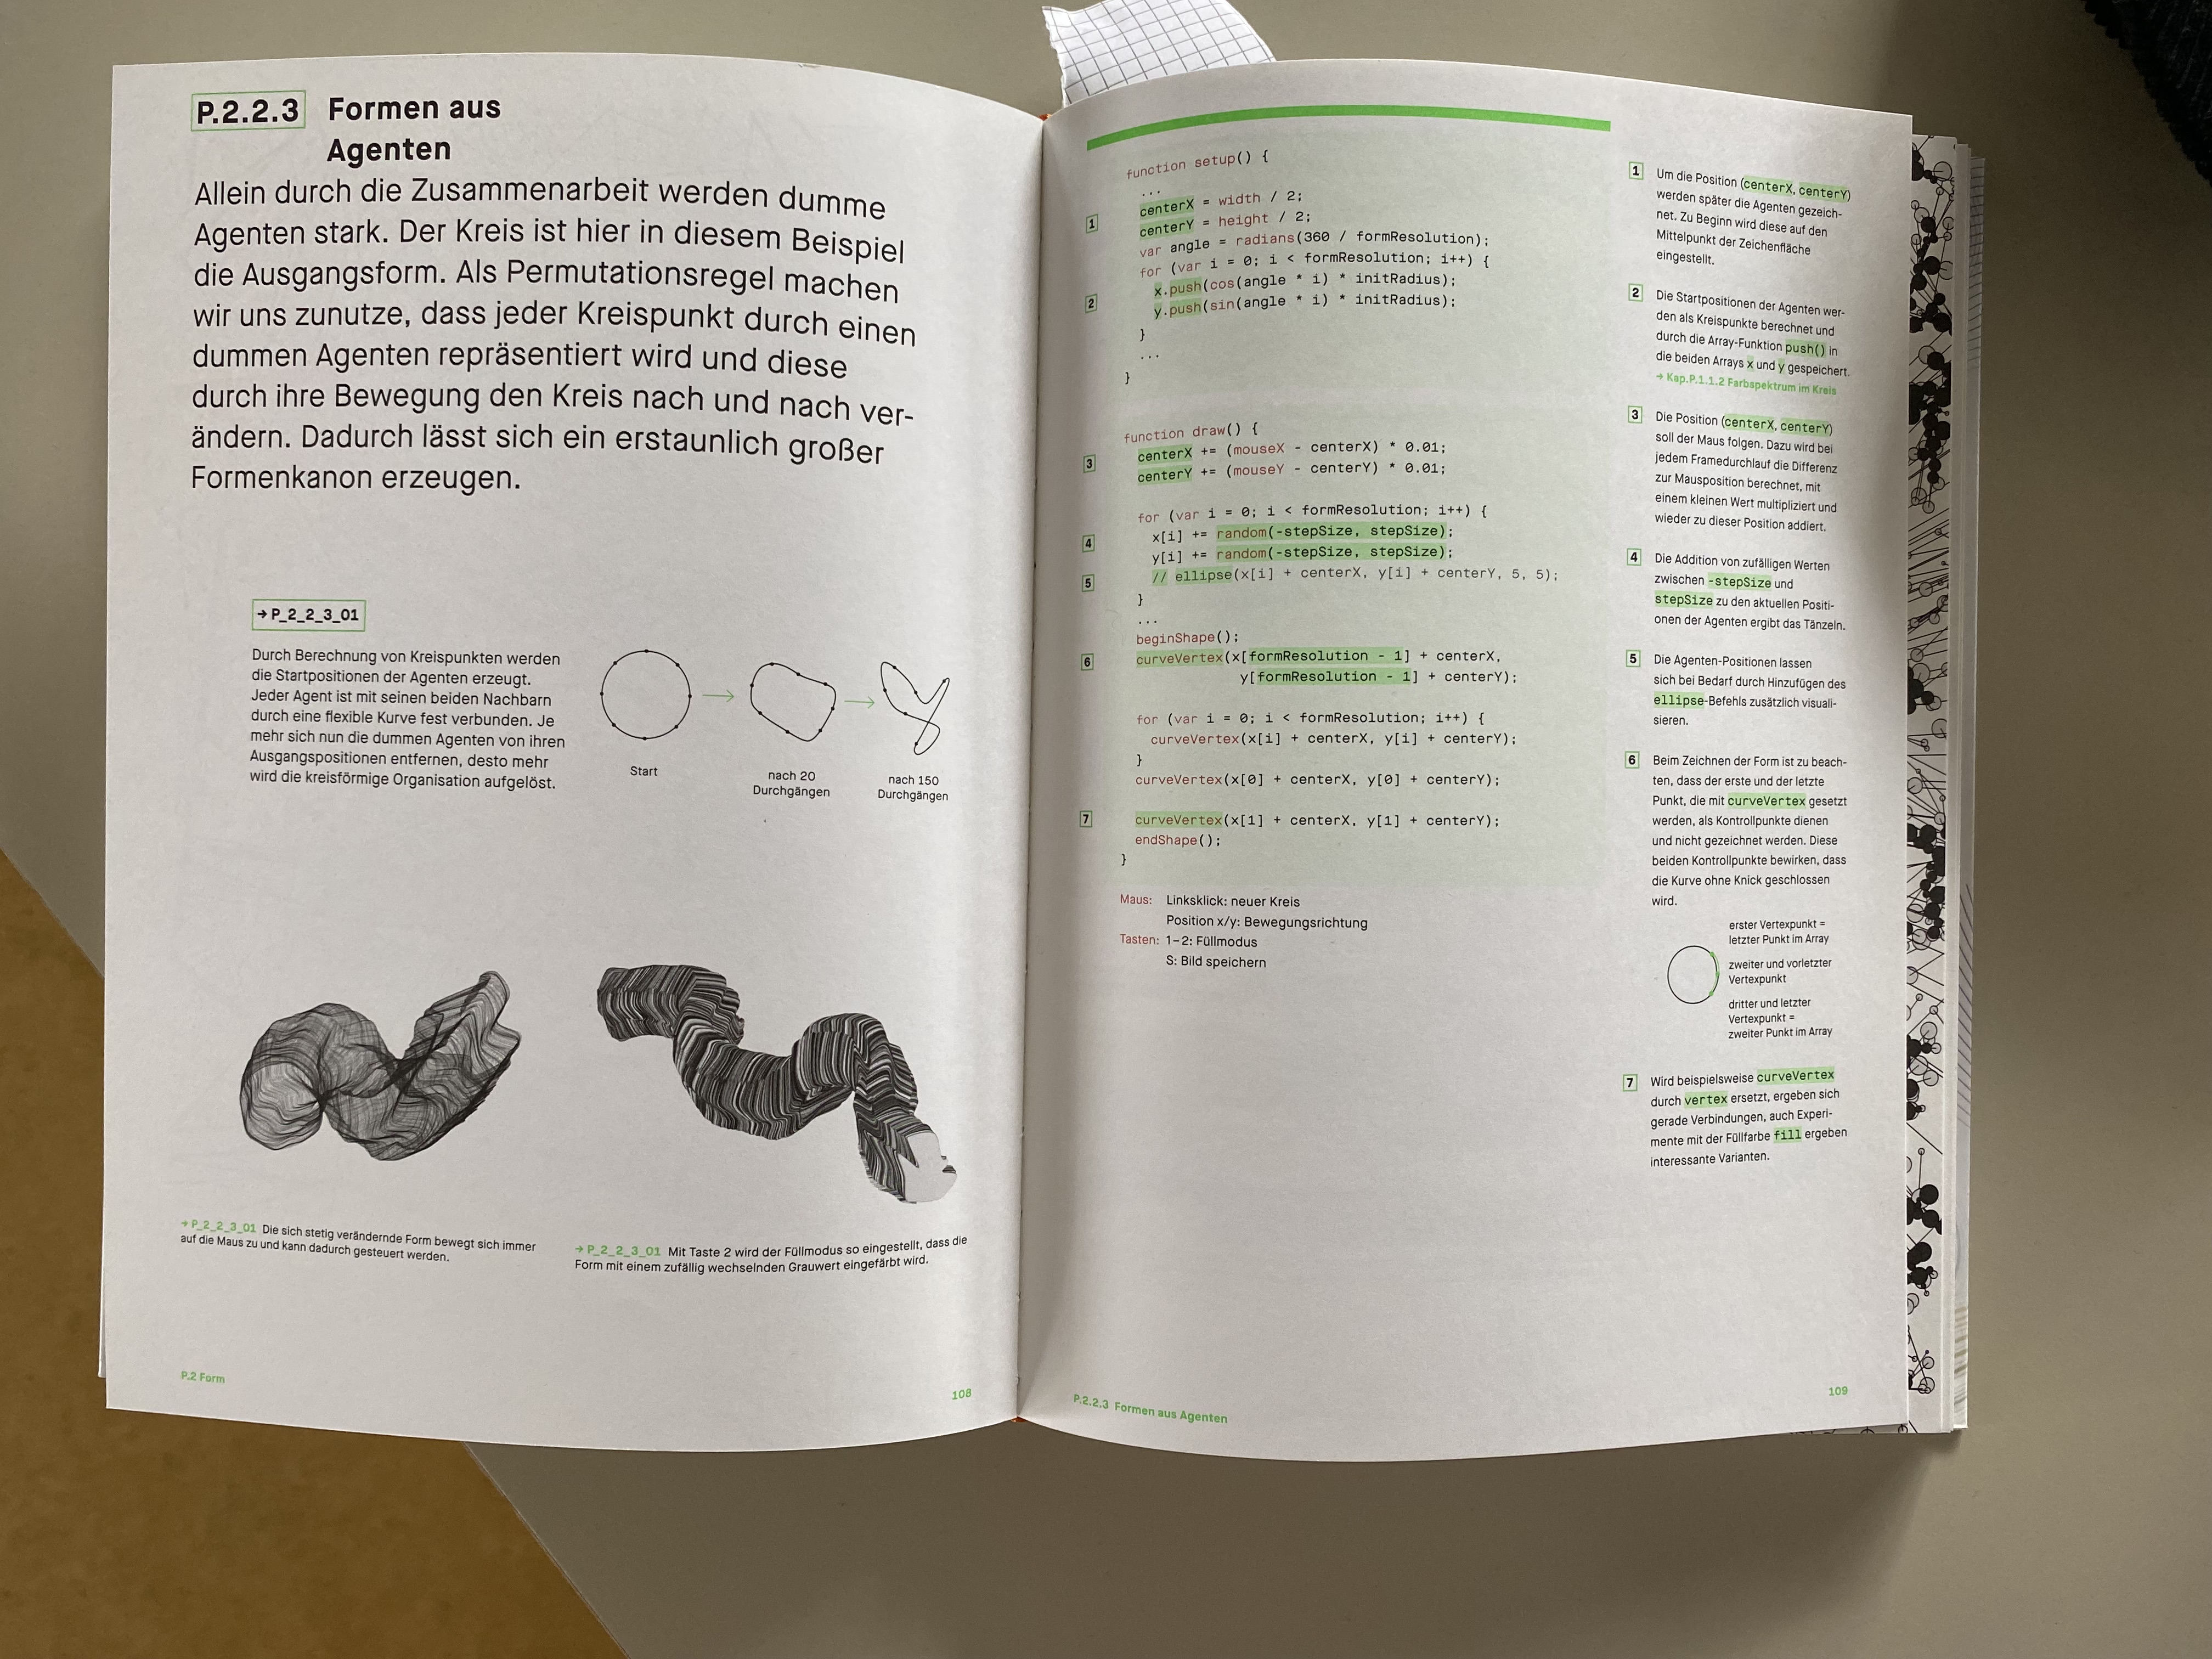 P.2.2.3 Formen aus
Agenten
Allein durch die Zusammenarbeit werden dumme
Agenten stark. Der Kreis ist hier in diesem Beispiel
die Ausgangsform. Als Permutationsregel machen
wir uns zunutze, dass jeder Kreispunkt durch einen
dummen Agenten repräsentiert wird und diese
durch ihre Bewegung den Kreis nach und nach ver-
ändern. Dadurch lässt sich ein erstaunlich großer
Formenkanon erzeugen.
→ P_2_2_3_01
Durch Berechnung von Kreispunkten werden
die Startpositionen der Agenten erzeugt.
Jeder Agent ist mit seinen beiden Nachbarn
durch eine flexible Kurve fest verbunden. Je
mehr sich nun die dummen Agenten von ihren
Ausgangspositionen entfernen, desto mehr
wird die kreisförmige Organisation aufgelöst.
Start
nach 20
Durchgängen
nach 150
Durchgängen
→ P_2_2_3_01 Die sich stetig verändernde Form bewegt sich immer
auf die Maus zu und kann dadurch gesteuert werden.
→ P_2_2_3_01 Mit Taste 2 wird der Füllmodus so eingestellt, dass die
Form mit einem zufällig wechselnden Grauwert eingefärbt wird.
P.2 Form
108
function setup() {
...
1 centerX = width / 2;
centerY = height / 2;
var angle = radians(360 / formResolution);
for (var i = 0; i < formResolution; i++) {
2 x.push(cos(angle * i) * initRadius);
y.push(sin(angle * i) * initRadius);
}
...
}
function draw() {
3 centerX += (mouseX - centerX) * 0.01;
centerY += (mouseY - centerY) * 0.01;
for (var i = 0; i < formResolution; i++) {
4 x[i] += random(-stepSize, stepSize);
y[i] += random(-stepSize, stepSize);
5 // ellipse(x[i] + centerX, y[i] + centerY, 5, 5);
}
...
beginShape();
6 curveVertex(x[formResolution - 1] + centerX,
y[formResolution - 1] + centerY);
for (var i = 0; i < formResolution; i++) {
curveVertex(x[i] + centerX, y[i] + centerY);
}
curveVertex(x[0] + centerX, y[0] + centerY);
7 curveVertex(x[1] + centerX, y[1] + centerY);
endShape();
}
Maus: Linksklick: neuer Kreis
Position x/y: Bewegungsrichtung
Tasten: 1–2: Füllmodus
S: Bild speichern
1 Um die Position (centerX, centerY)
werden später die Agenten gezeich-
net. Zu Beginn wird diese auf den
Mittelpunkt der Zeichenfläche
eingestellt.
2 Die Startpositionen der Agenten wer-
den als Kreispunkte berechnet und
durch die Array-Funktion push() in
die beiden Arrays x und y gespeichert.
→ Kap.P.1.1.2 Farbspektrum im Kreis
3 Die Position (centerX, centerY)
soll der Maus folgen. Dazu wird bei
jedem Framedurchlauf die Differenz
zur Mausposition berechnet, mit
einem kleinen Wert multipliziert und
wieder zu dieser Position addiert.
4 Die Addition von zufälligen Werten
zwischen -stepSize und
stepSize zu den aktuellen Positi-
onen der Agenten ergibt das Tänzeln.
5 Die Agenten-Positionen lassen
sich bei Bedarf durch Hinzufügen des
ellipse-Befehls zusätzlich visuali-
sieren.
6 Beim Zeichnen der Form ist zu beach-
ten, dass der erste und der letzte
Punkt, die mit curveVertex gesetzt
werden, als Kontrollpunkte dienen
und nicht gezeichnet werden. Diese
beiden Kontrollpunkte bewirken, dass
die Kurve ohne Knick geschlossen
wird.
erster Vertexpunkt =
letzter Punkt im Array
zweiter und vorletzter
Vertexpunkt
dritter und letzter
Vertexpunkt =
zweiter Punkt im Array
7 Wird beispielsweise curveVertex
durch vertex ersetzt, ergeben sich
gerade Verbindungen, auch Experi-
mente mit der Füllfarbe fill ergeben
interessante Varianten.
P.2.2.3 Formen aus Agenten
109